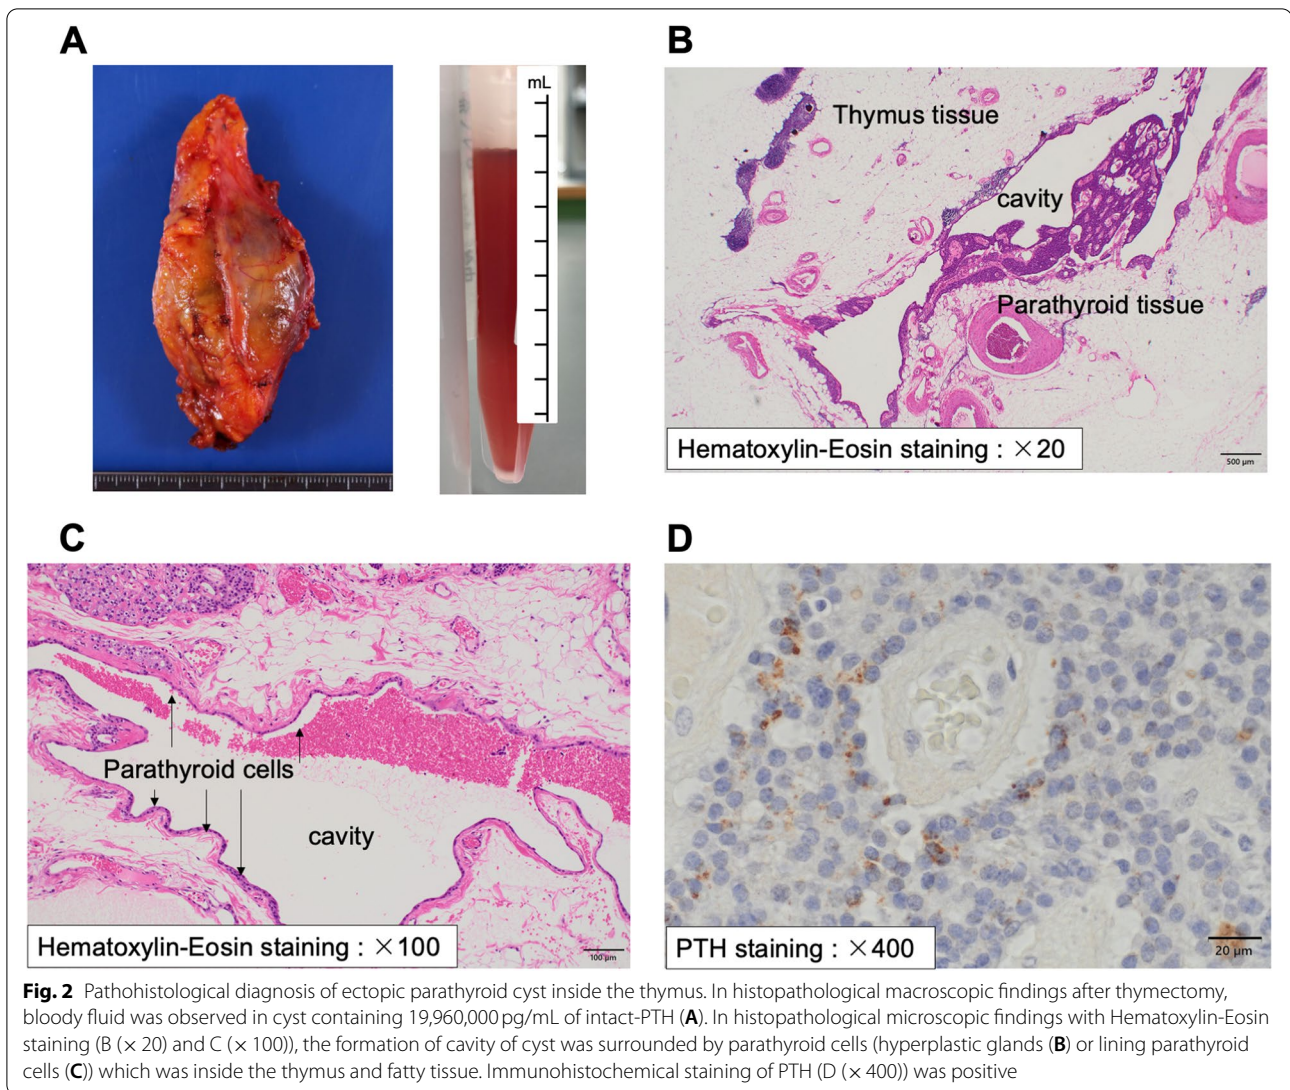 A
mL
B
Thymus tissue
cavity
Parathyroid tissue
Hematoxylin-Eosin staining : ×20
500 µm
C
Parathyroid cells
cavity
Hematoxylin-Eosin staining : ×100
100 µm
D
PTH staining : ×400
20 µm
Fig. 2 Pathohistological diagnosis of ectopic parathyroid cyst inside the thymus. In histopathological macroscopic findings after thymectomy,
bloody fluid was observed in cyst containing 19,960,000 pg/mL of intact-PTH (A). In histopathological microscopic findings with Hematoxylin-Eosin
staining (B (× 20) and C (× 100)), the formation of cavity of cyst was surrounded by parathyroid cells (hyperplastic glands (B) or lining parathyroid
cells (C)) which was inside the thymus and fatty tissue. Immunohistochemical staining of PTH (D (× 400)) was positive